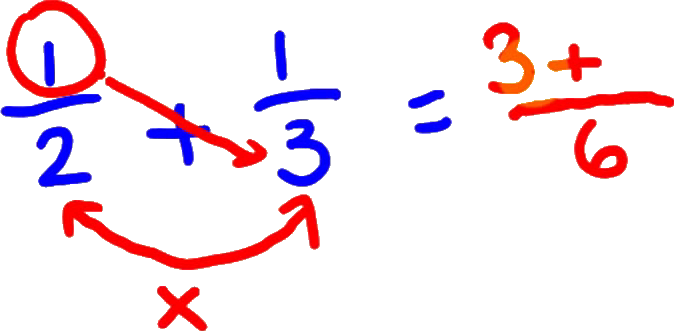 1/2 + 1/3 = 3+/6
×